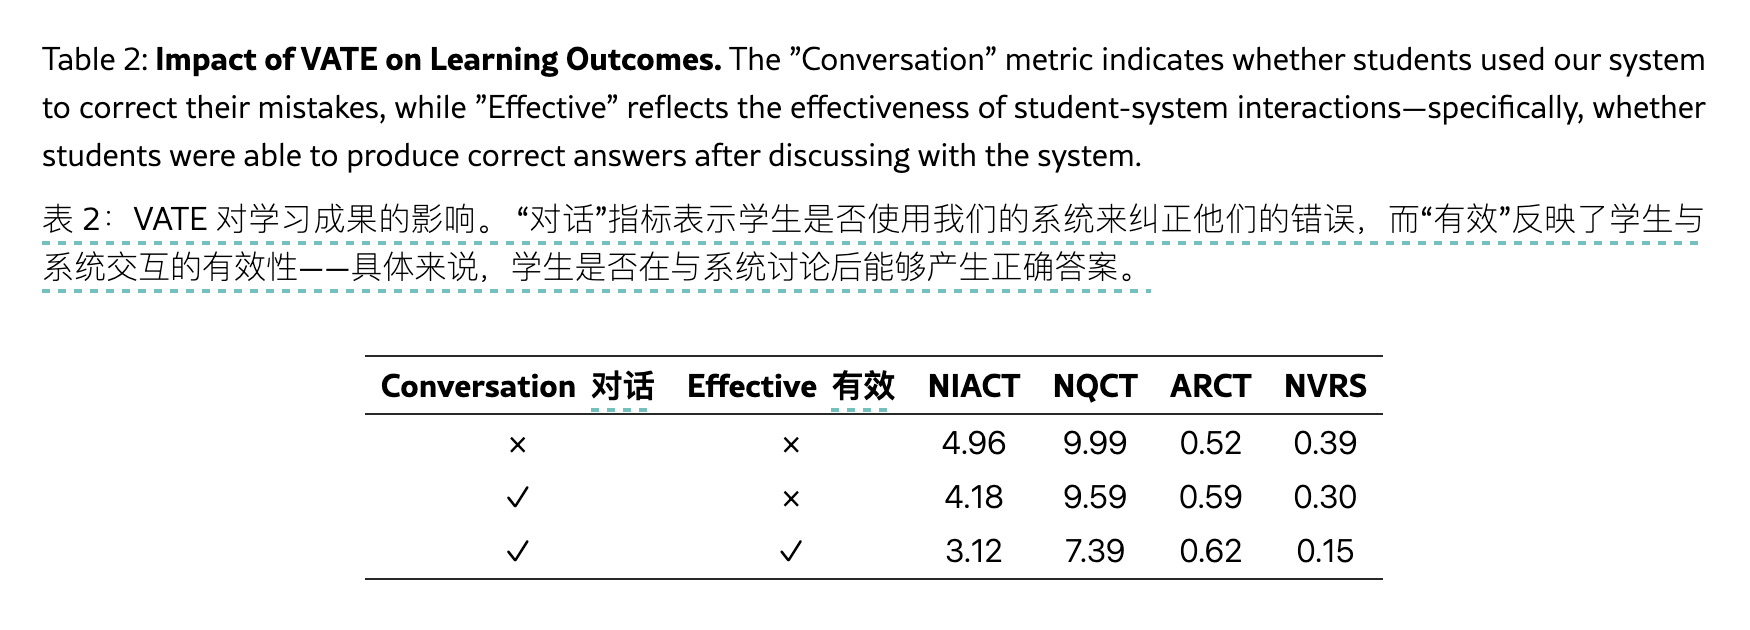 Table 2: Impact of VATE on Learning Outcomes. The ”Conversation” metric indicates whether students used our system
to correct their mistakes, while ”Effective” reflects the effectiveness of student-system interactions—specifically, whether
students were able to produce correct answers after discussing with the system.
表 2：VATE 对学习成果的影响。“对话”指标表示学生是否使用我们的系统来纠正他们的错误，而“有效”反映了学生与
系统交互的有效性——具体来说，学生是否在与系统讨论后能够产生正确答案。
Conversation 对话 Effective 有效 NIACT NQCT ARCT NVRS
× × 4.96 9.99 0.52 0.39
✓ × 4.18 9.59 0.59 0.30
✓ ✓ 3.12 7.39 0.62 0.15